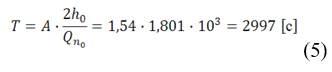 T = A · 2h₀/Qₙ₀ = 1,54 · 1,801 · 10³ = 2997 [c]
(5)